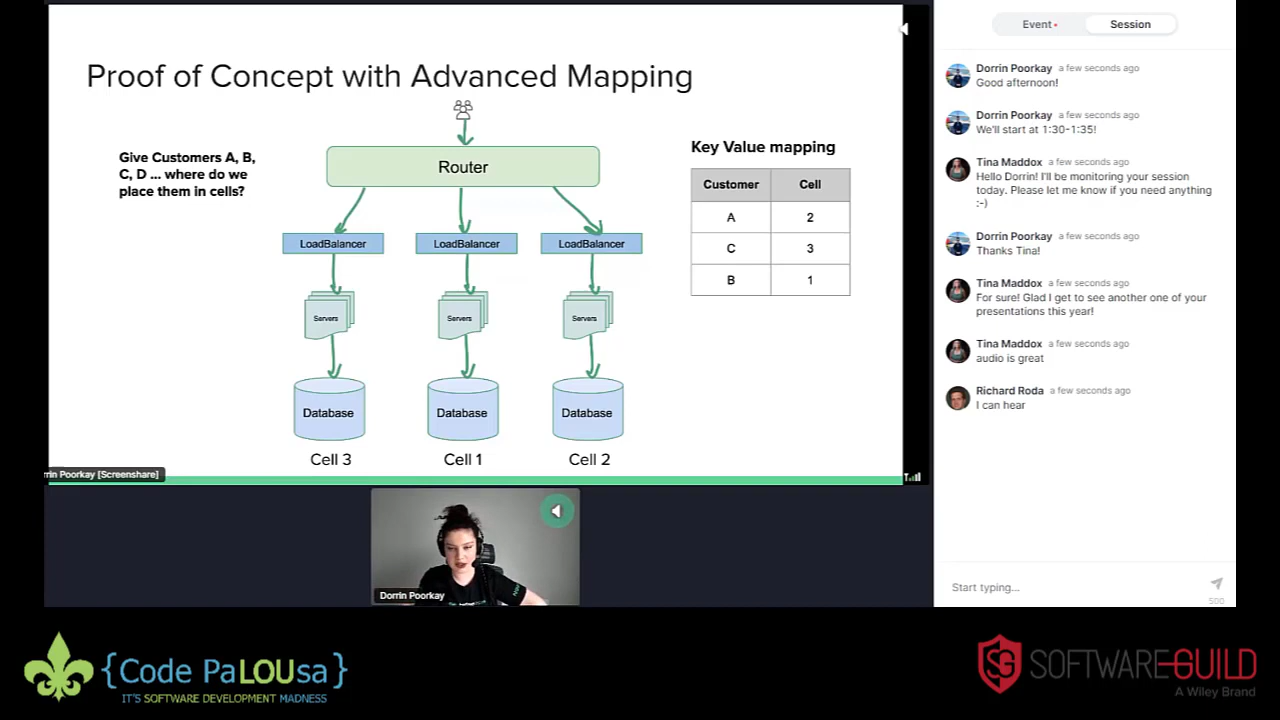 Proof of Concept with Advanced Mapping
Give Customers A, B,
C, D ... where do we
place them in cells?
Router
LoadBalancer
LoadBalancer
LoadBalancer
Servers
Servers
Servers
Database
Database
Database
Cell 3
Cell 1
Cell 2
Key Value mapping
Customer Cell
A 2
C 3
B 1
rrin Poorkay [Screenshare]
Dorrin Poorkay
Event
Session
Dorrin Poorkay a few seconds ago
Good afternoon!
Dorrin Poorkay a few seconds ago
We'll start at 1:30-1:35!
Tina Maddox a few seconds ago
Hello Dorrin! I'll be monitoring your
session
today. Please let me know if you need anything
:-)
Dorrin Poorkay a few seconds ago
Thanks Tina!
Tina Maddox a few seconds ago
For sure! Glad I get to see another one of your
presentations this year!
Tina Maddox a few seconds ago
audio is great
Richard Roda a few seconds ago
I can hear
Start typing...
500
{Code PaLOUsa}
IT'S SOFTWARE DEVELOPMENT MADNESS
SG
SOFTWARE GUILD
A Wiley Brand